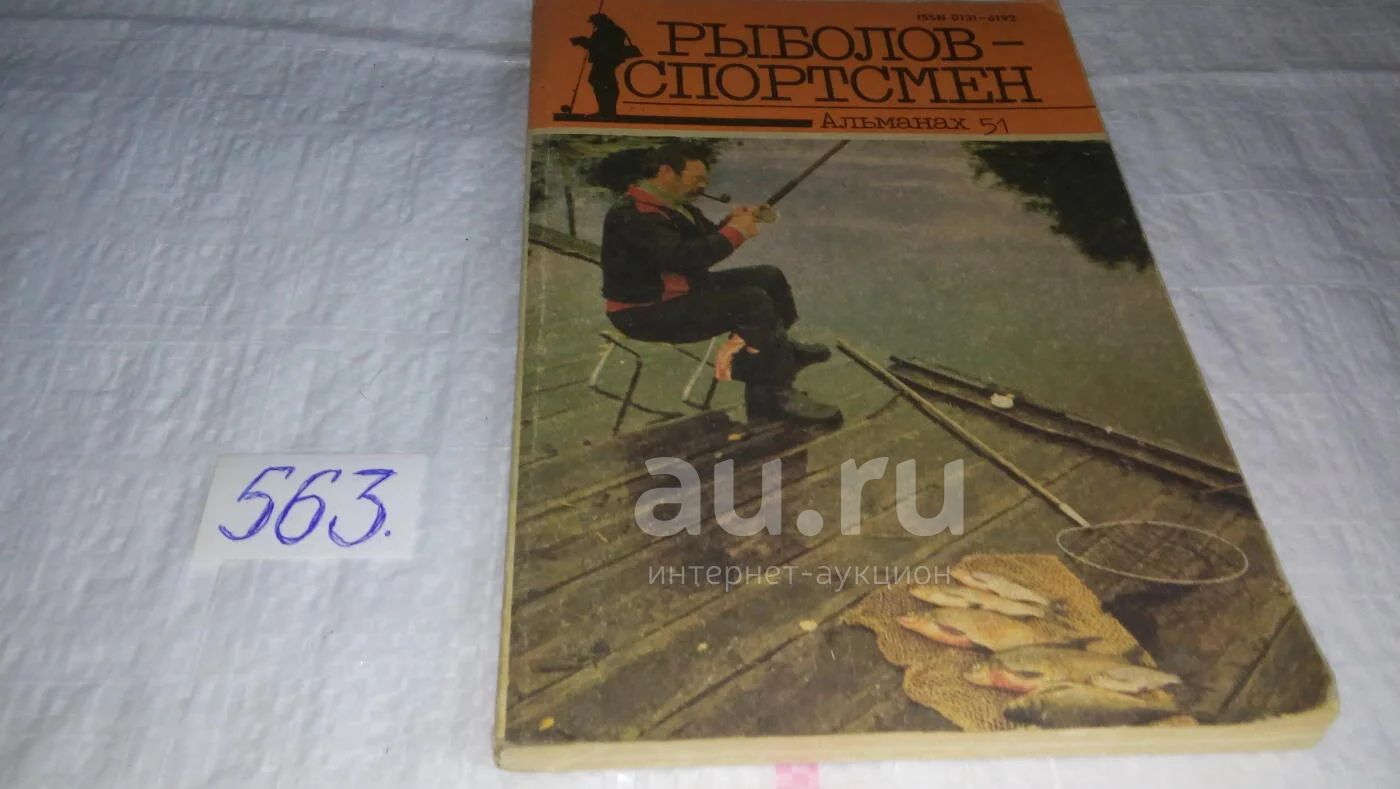 ISSN 0131-6192
РЫБОЛОВ-
СПОРТСМЕН
Альманах 51
563.
au.ru
интернет-аукцион